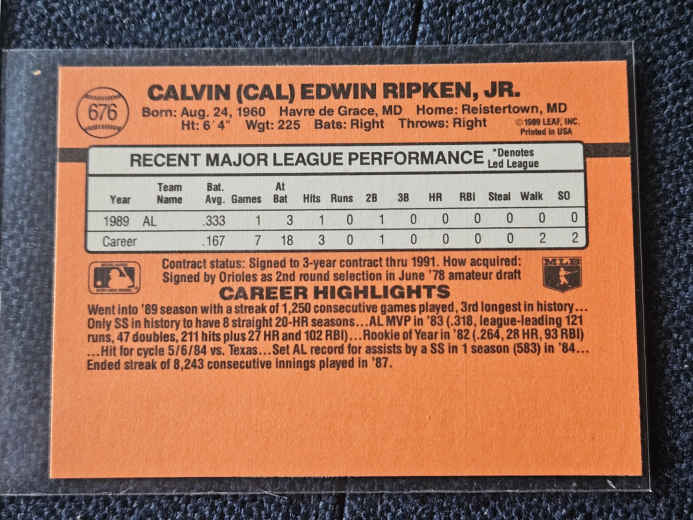 CALVIN (CAL) EDWIN RIPKEN, JR.
676
Born: Aug. 24, 1960 Havre de Grace, MD Home: Reistertown, MD
Ht: 6'4" Wgt: 225 Bats: Right Throws: Right
©1989 LEAF, INC.
Printed in USA
RECENT MAJOR LEAGUE PERFORMANCE *Denotes Led League
Year Team Name Bat. Avg. Games At Bat Hits Runs 2B 3B HR RBI Steal Walk SO
1989 AL .333 1 3 1 0 1 0 0 0 0 0 0
Career .167 7 18 3 0 1 0 0 0 0 2 2
Contract status: Signed to 3-year contract thru 1991. How acquired:
Signed by Orioles as 2nd round selection in June '78 amateur draft
MLB
CAREER HIGHLIGHTS
Went into '89 season with a streak of 1,250 consecutive games played, 3rd longest in history...
Only SS in history to have 8 straight 20-HR seasons...AL MVP in '83 (.318, league-leading 121
runs, 47 doubles, 211 hits plus 27 HR and 102 RBI)...Rookie of Year in '82 (.264, 28 HR, 93 RBI)
...Hit for cycle 5/6/84 vs. Texas...Set AL record for assists by a SS in 1 season (583) in '84...
Ended streak of 8,243 consecutive innings played in '87.